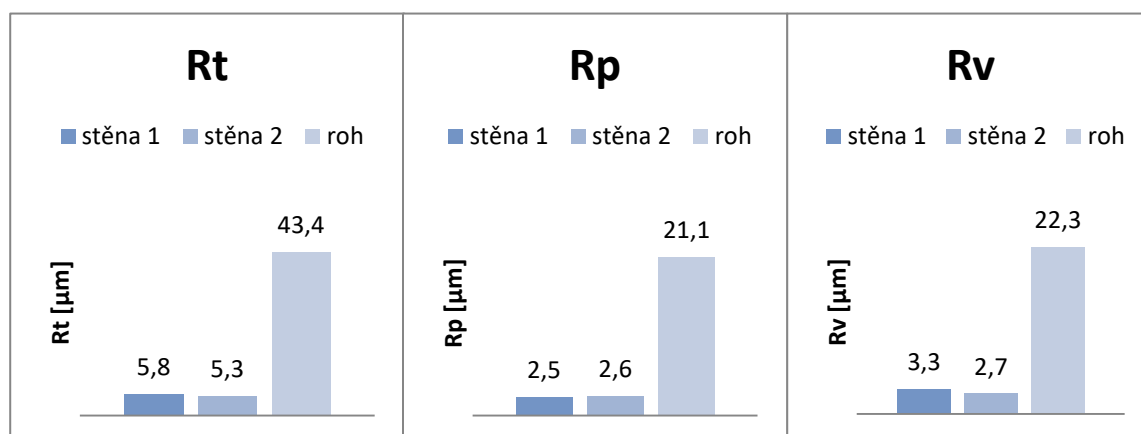 Rt
stěna 1 stěna 2 roh
43,4
5,8
5,3
Rt [µm]
Rp
stěna 1 stěna 2 roh
21,1
2,5
2,6
Rp [µm]
Rv
stěna 1 stěna 2 roh
22,3
3,3
2,7
Rv [µm]